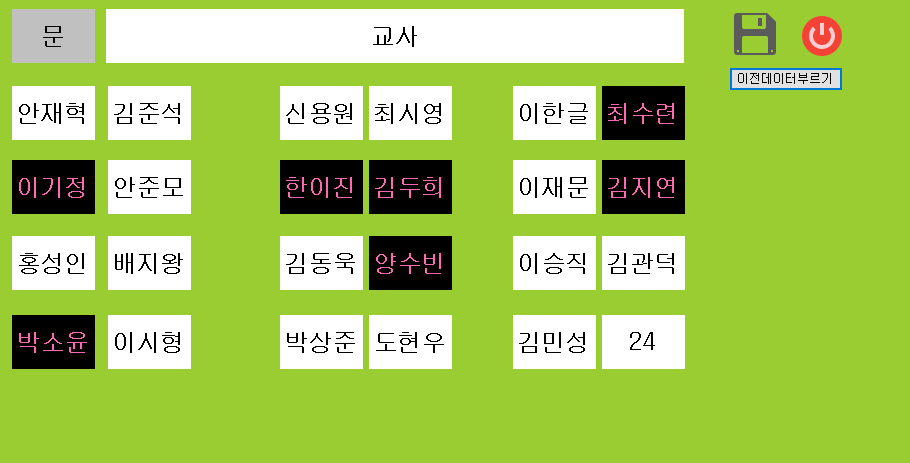 문 교사
이전데이터부르기
안재혁 김준석 신용원 최시영 이한글 최수련
이기정 안준모 한이진 김두희 이재문 김지연
홍성인 배지왕 김동욱 양수빈 이승직 김관덕
박소윤 이시형 박상준 도현우 김민성 24